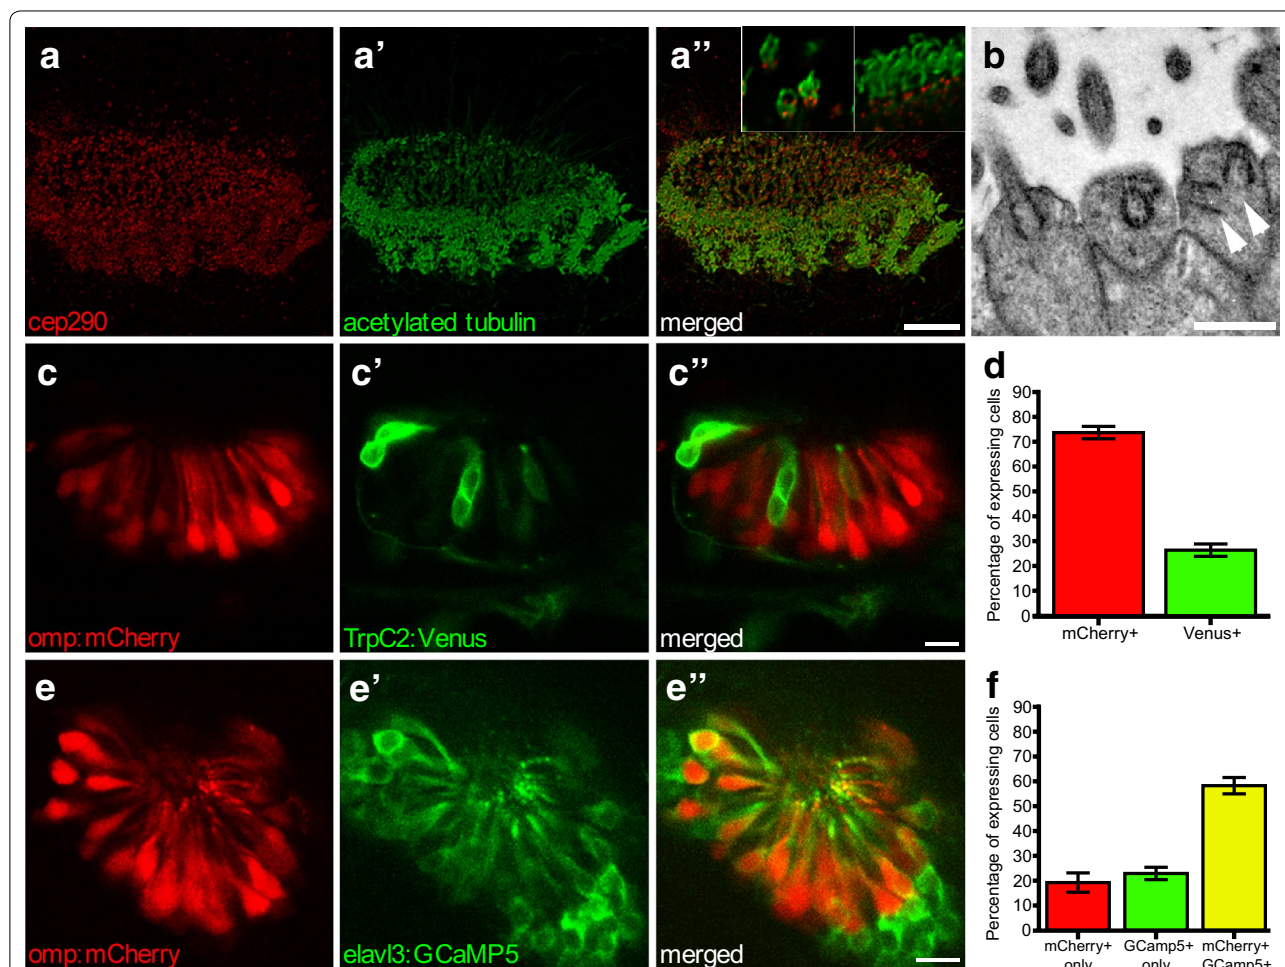 a
a'
a''
b
cep290
acetylated tubulin
merged
c
c'
c''
d
omp:mCherry
TrpC2:Venus
merged
Percentage of expressing cells
90
80
70
60
50
40
30
20
10
0
mCherry+
Venus+
e
e'
e''
f
omp:mCherry
elavl3:GCaMP5
merged
Percentage of expressing cells
90
80
70
60
50
40
30
20
10
0
mCherry+
only
GCamp5+
only
mCherry+
GCamp5+